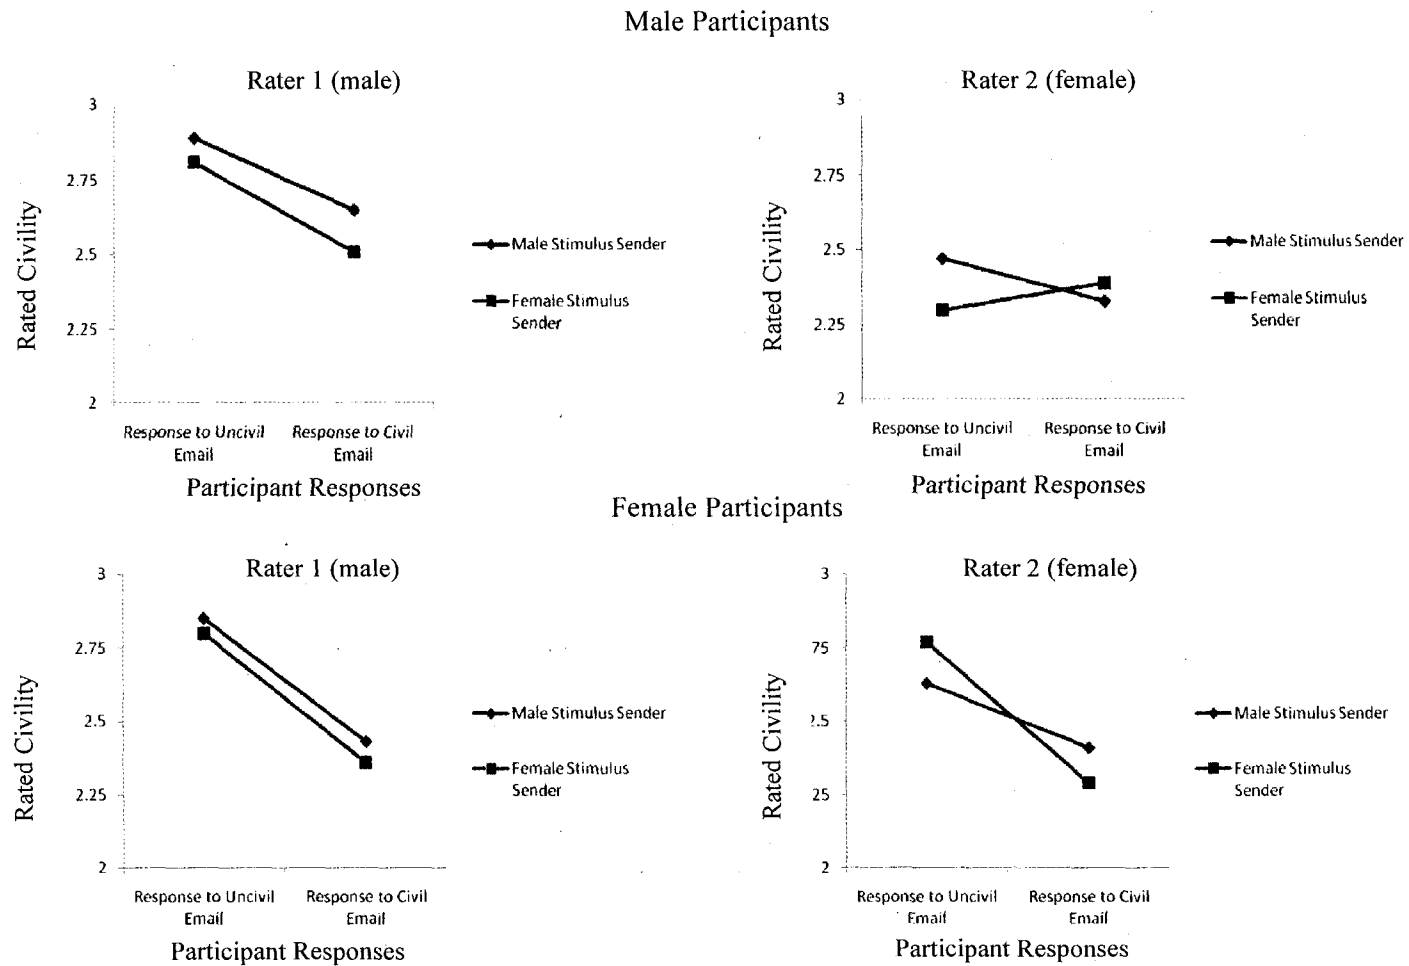 Male Participants
Rater 1 (male)
3
2.75
2.5
2.25
2
Rated Civility
Response to Uncivil
Email
Response to Civil
Email
Participant Responses
Male Stimulus Sender
Female Stimulus
Sender
Rater 2 (female)
3
2.75
2.5
2.25
2
Rated Civility
Response to Uncivil
Email
Response to Civil
Email
Participant Responses
Male Stimulus Sender
Female Stimulus
Sender
Female Participants
Rater 1 (male)
3
2.75
2.5
2.25
2
Rated Civility
Response to Uncivil
Email
Response to Civil
Email
Participant Responses
Male Stimulus Sender
Female Stimulus
Sender
Rater 2 (female)
3
75
2.5
25
2
Rated Civility
Response to Uncivil
Email
Response to Civil
Email
Participant Responses
Male Stimulus Sender
Female Stimulus
Sender